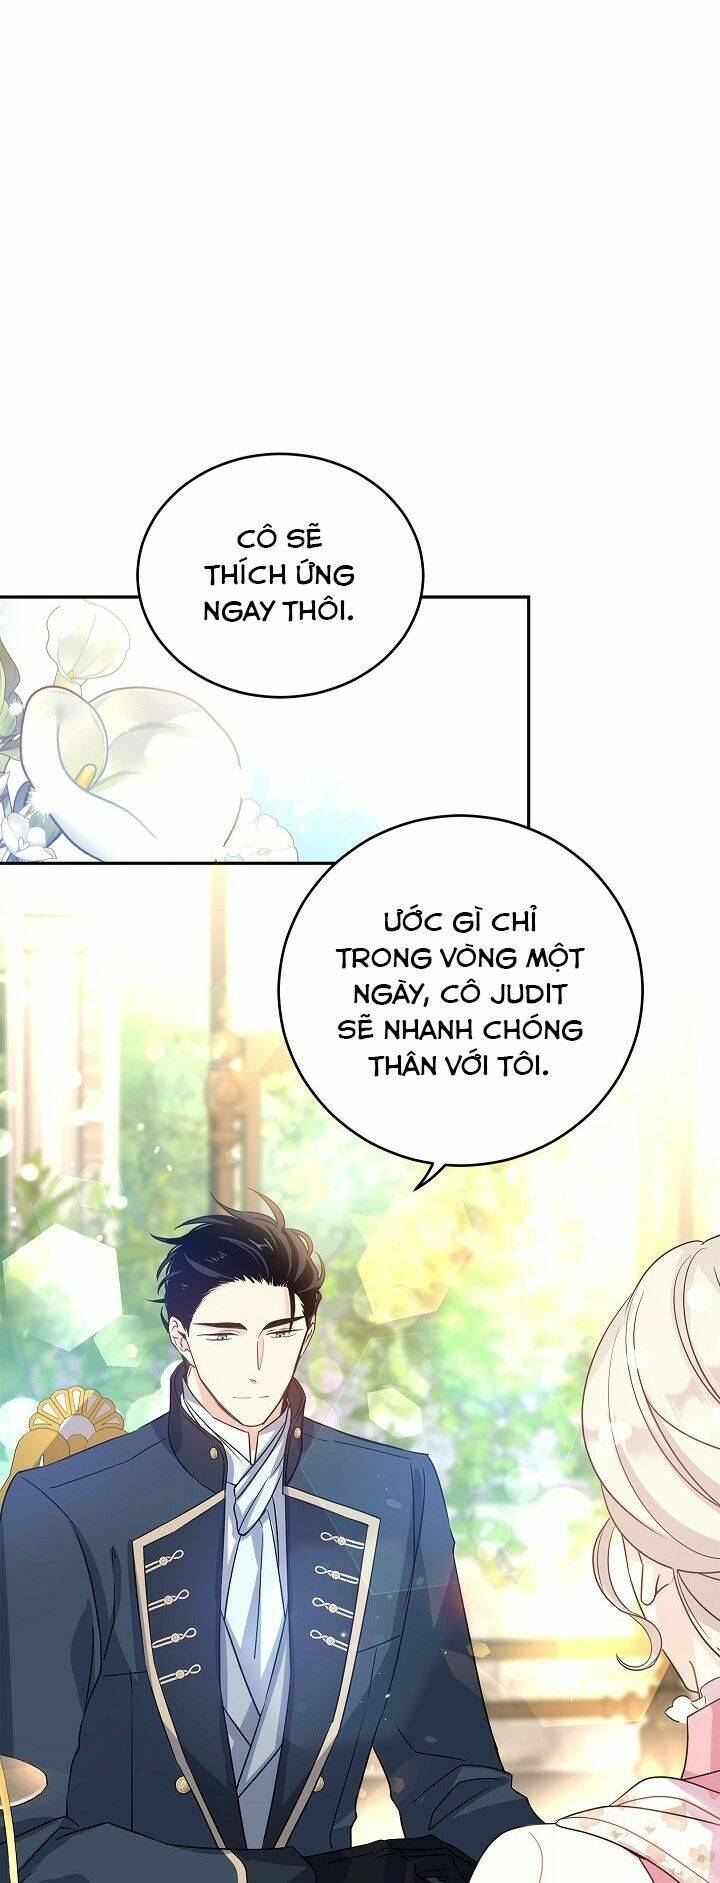 CÔ SẼ
THÍCH ỨNG
NGAY THÔI.
ƯỚC GÌ CHỈ
TRONG VÒNG MỘT
NGÀY, CÔ JUDIT
SẼ NHANH CHÓNG
THÂN VỚI TÔI.